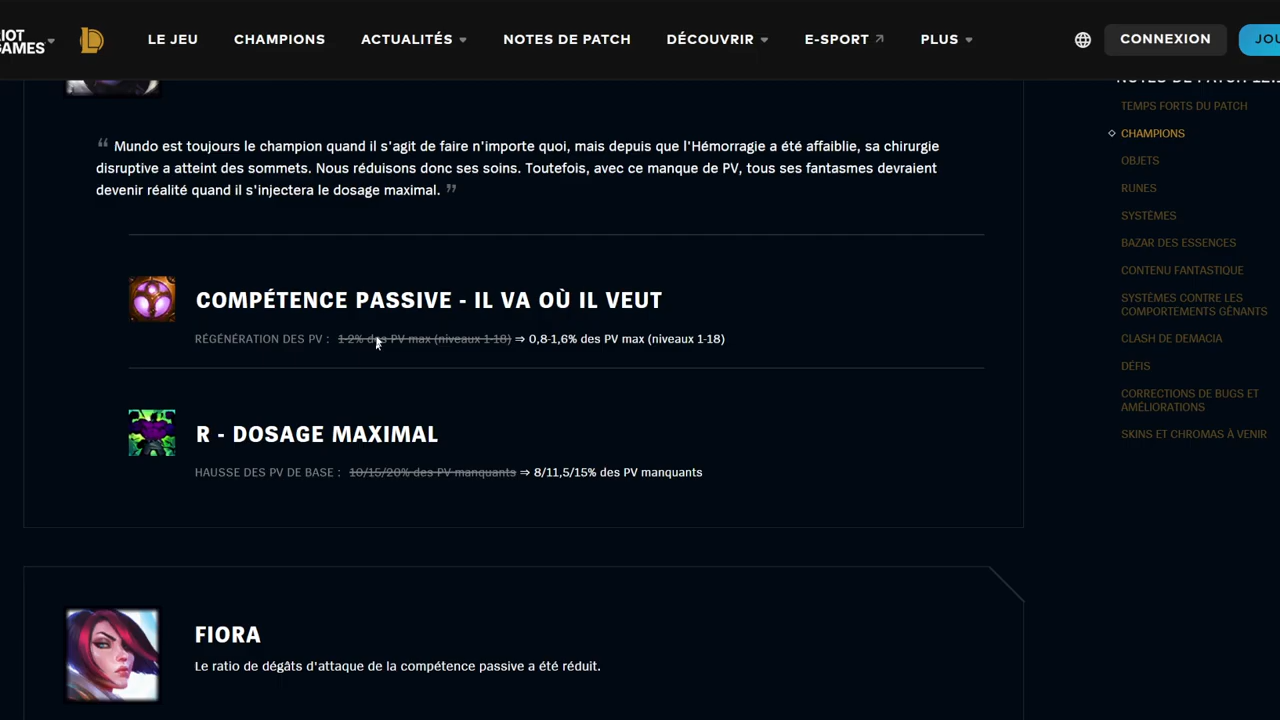 RIOT
GAMES
LE JEU
CHAMPIONS
ACTUALITÉS
NOTES DE PATCH
DÉCOUVRIR
E-SPORT
PLUS
CONNEXION
“ Mundo est toujours le champion quand il s’agit de faire n'importe quoi, mais depuis que l'Hémorragie a été affaiblie, sa chirurgie
disruptive a atteint des sommets. Nous réduisons donc ses soins. Toutefois, avec ce manque de PV, tous ses fantasmes devraient
devenir réalité quand il s'injectera le dosage maximal. ”
COMPÉTENCE PASSIVE - IL VA OÙ IL VEUT
RÉGÉNÉRATION DES PV : 1-2% des PV max (niveaux 1-18) ⇒ 0,8-1,6% des PV max (niveaux 1-18)
R - DOSAGE MAXIMAL
HAUSSE DES PV DE BASE : 10/15/20% des PV manquants ⇒ 8/11,5/15% des PV manquants
FIORA
Le ratio de dégâts d'attaque de la compétence passive a été réduit.
NOTES DE PATCH
TEMPS FORTS DU PATCH
CHAMPIONS
OBJETS
RUNES
SYSTÈMES
BAZAR DES ESSENCES
CONTENU FANTASTIQUE
SYSTÈMES CONTRE LES
COMPORTEMENTS GÊNANTS
CLASH DE DEMACIA
DÉFIS
CORRECTIONS DE BUGS ET
AMÉLIORATIONS
SKINS ET CHROMAS À VENIR